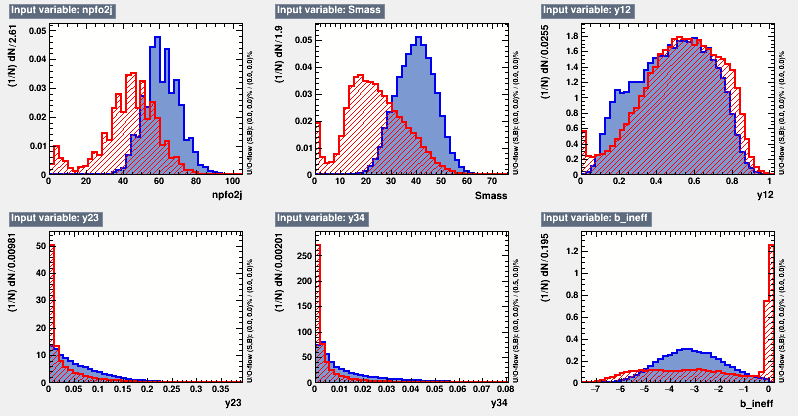 Input variable: npfo2j
(1/N) dN/2.61
0.05
0.04
0.03
0.02
0.01
0
0 20 40 60 80 100
npfo2j
U/O-flow (S,B): (0.0, 0.0)% / (0.0, 0.0)%
Input variable: Smass
(1/N) dN/1.9
0.05
0.04
0.03
0.02
0.01
0
0 10 20 30 40 50 60 70
Smass
U/O-flow (S,B): (0.0, 0.0)% / (0.0, 0.0)%
Input variable: y12
(1/N) dN/0.0255
1.8
1.6
1.4
1.2
1
0.8
0.6
0.4
0.2
0
0 0.2 0.4 0.6 0.8 1
y12
U/O-flow (S,B): (0.0, 0.0)% / (0.0, 0.0)%
Input variable: y23
(1/N) dN/0.00981
50
40
30
20
10
0
0 0.05 0.1 0.15 0.2 0.25 0.3 0.35
y23
U/O-flow (S,B): (0.0, 0.0)% / (0.0, 0.0)%
Input variable: y34
(1/N) dN/0.00201
250
200
150
100
50
0
0 0.01 0.02 0.03 0.04 0.05 0.06 0.07 0.08
y34
U/O-flow (S,B): (0.0, 0.0)% / (0.5, 0.0)%
Input variable: b_ineff
(1/N) dN/0.195
1.2
1
0.8
0.6
0.4
0.2
0
-7 -6 -5 -4 -3 -2 -1 0
b_ineff
U/O-flow (S,B): (0.0, 0.0)% / (0.0, 0.0)%